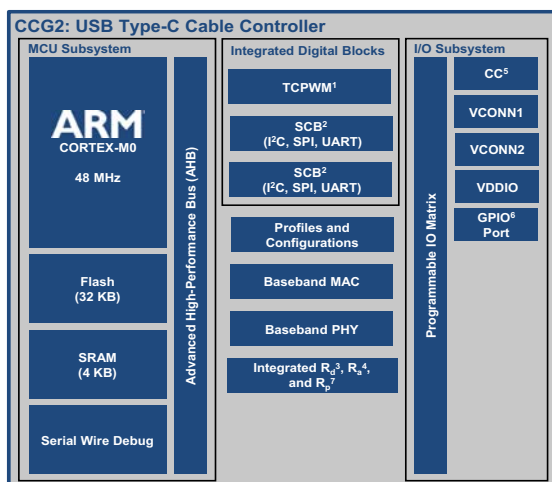 CCG2: USB Type-C Cable Controller
MCU Subsystem
ARM
CORTEX-M0
48 MHz
Flash
(32 KB)
SRAM
(4 KB)
Serial Wire Debug
Advanced High-Performance Bus (AHB)
Integrated Digital Blocks
TCPWM¹
SCB²
(I²C, SPI, UART)
SCB²
(I²C, SPI, UART)
Profiles and
Configurations
Baseband MAC
Baseband PHY
Integrated Rd³, Ra⁴,
and Rp⁷
I/O Subsystem
Programmable IO Matrix
CC⁵
VCONN1
VCONN2
VDDIO
GPIO⁶
Port